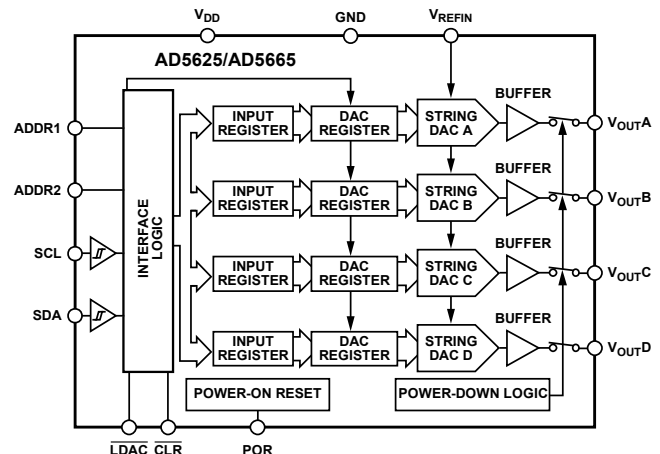 VDD
GND
VREFIN
AD5625/AD5665
BUFFER
ADDR1
INPUT
REGISTER
DAC
REGISTER
STRING
DAC A
VOUTA
ADDR2
INTERFACE
LOGIC
BUFFER
INPUT
REGISTER
DAC
REGISTER
STRING
DAC B
VOUTB
SCL
BUFFER
INPUT
REGISTER
DAC
REGISTER
STRING
DAC C
VOUTC
SDA
BUFFER
INPUT
REGISTER
DAC
REGISTER
STRING
DAC D
VOUTD
POWER-ON RESET
POWER-DOWN LOGIC
LDAC
CLR
POR